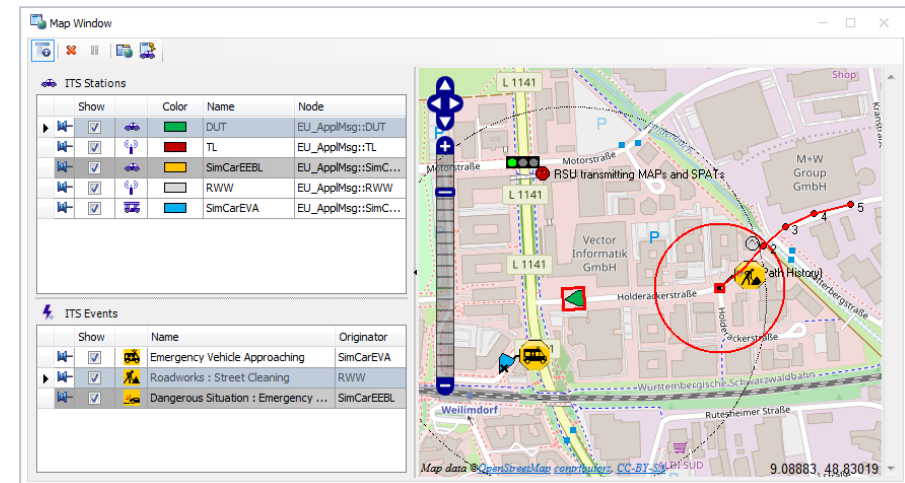 Map Window
ITS Stations
Show Color Name Node
DUT EU_ApplMsg::DUT
TL EU_ApplMsg::TL
SimCarEEBL EU_ApplMsg::SimC...
RWW EU_ApplMsg::RWW
SimCarEVA EU_ApplMsg::SimC...
ITS Events
Show Name Originator
Emergency Vehicle Approaching SimCarEVA
Roadworks : Street Cleaning RWW
Dangerous Situation : Emergency ... SimCarEEBL
L 1141
Shop
P
Motorstraße
Motorstraße
RSU transmitting MAPs and SPATs
M+W
Group
GmbH
L 1141
5
4
3
2
Vector
Informatik
GmbH
P
L 1141
Path History)
Holderäckerstraße
P
Württembergische Schwarzwaldbahn
Weilimdorf
Rutesheimer Straße
ALDI SÜD
Map data ©OpenStreetMap contributors, CC-BY-SA
9.08883, 48.83019